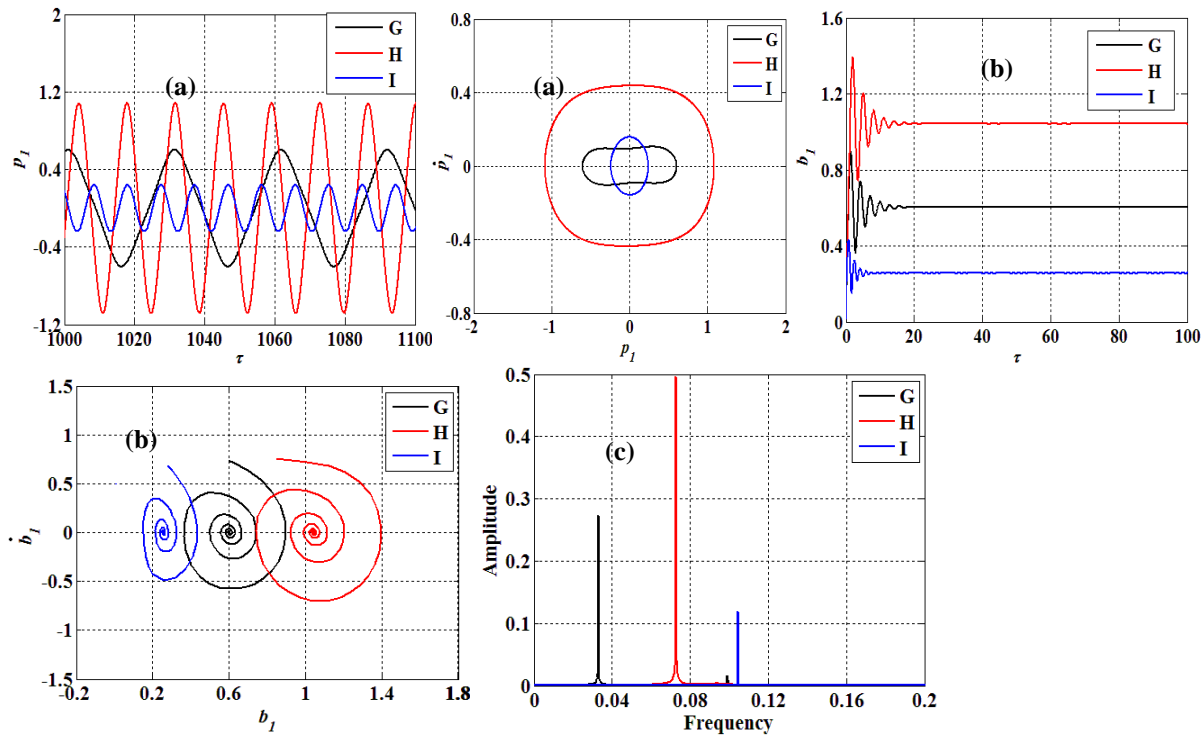 2
1.2
0.4
-0.4
-1.2
p1
1000 1020 1040 1060 1080 1100
τ
(a)
G
H
I
0.8
0.4
0
-0.4
-0.8
ṗ1
-2 -1 0 1 2
p1
(a)
G
H
I
1.8
1.4
1
0.6
0.2
b1
0 20 40 60 80 100
τ
(b)
G
H
I
1.5
1
0.5
0
-0.5
-1
-1.5
ḃ1
-0.2 0.2 0.6 1 1.4 1.8
b1
(b)
G
H
I
0.5
0.4
0.3
0.2
0.1
0
Amplitude
0 0.04 0.08 0.12 0.16 0.2
Frequency
(c)
G
H
I